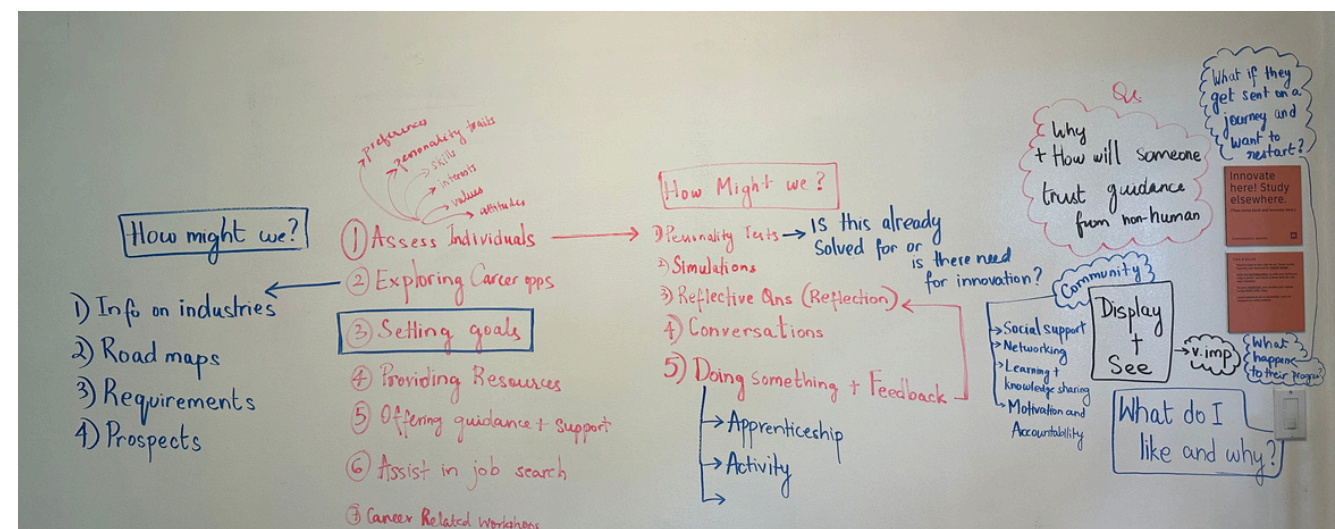 How might we?
1) Info on industries
2) Road maps
3) Requirements
4) Prospects
preferences
personality traits
skills
interests
values
attitudes
1 Assess Individuals
2 Exploring Career opps
3 Setting goals
4 Providing Resources
5 Offering guidance + support
6 Assist in job search
7 Career Related Workshops
How Might we?
1) Personality Tests → Is this already
Solved for or
is there need
for innovation?
2) Simulations
3) Reflective Qns (Reflection)
4) Conversations
5) Doing something + Feedback
→ Apprenticeship
→ Activity
Qs
Why
+ How will someone
trust guidance
from non-human
Community
→ Social support
→ Networking
→ Learning +
knowledge sharing
→ Motivation and
Accountability
Display
+
See
→ v.imp
What if they
get sent on a
journey and
want to
restart?
Innovate
here! Study
elsewhere.
What
happens
to their progress?
What do I
like and why?